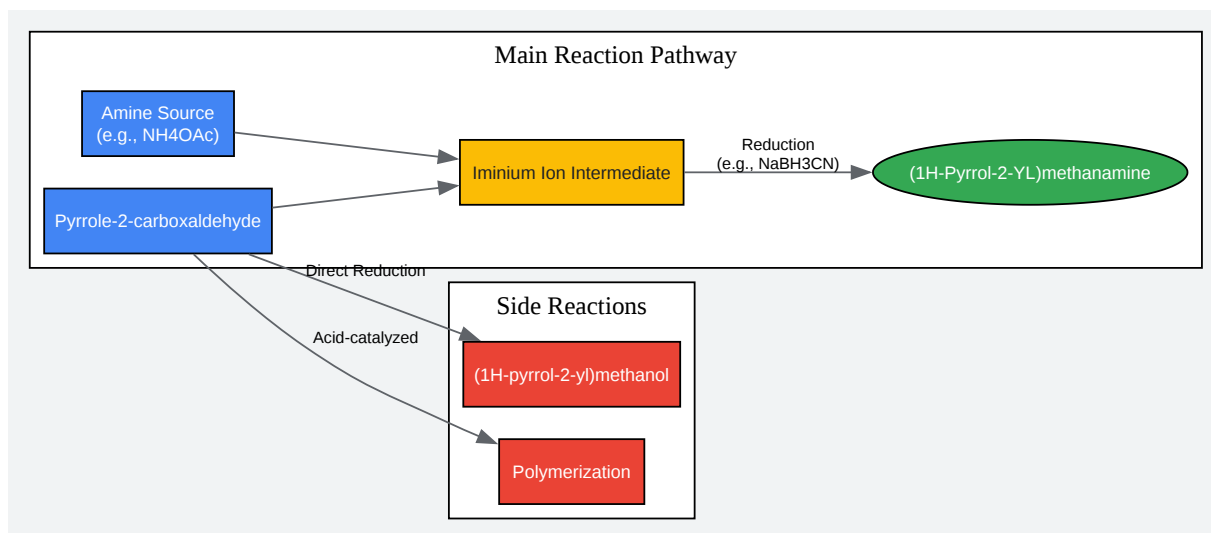 Main Reaction Pathway
Amine Source
(e.g., NH4OAc)
Pyrrole-2-carboxaldehyde
Iminium Ion Intermediate
Reduction
(e.g., NaBH3CN)
(1H-Pyrrol-2-YL)methanamine
Direct Reduction
Acid-catalyzed
Side Reactions
(1H-pyrrol-2-yl)methanol
Polymerization